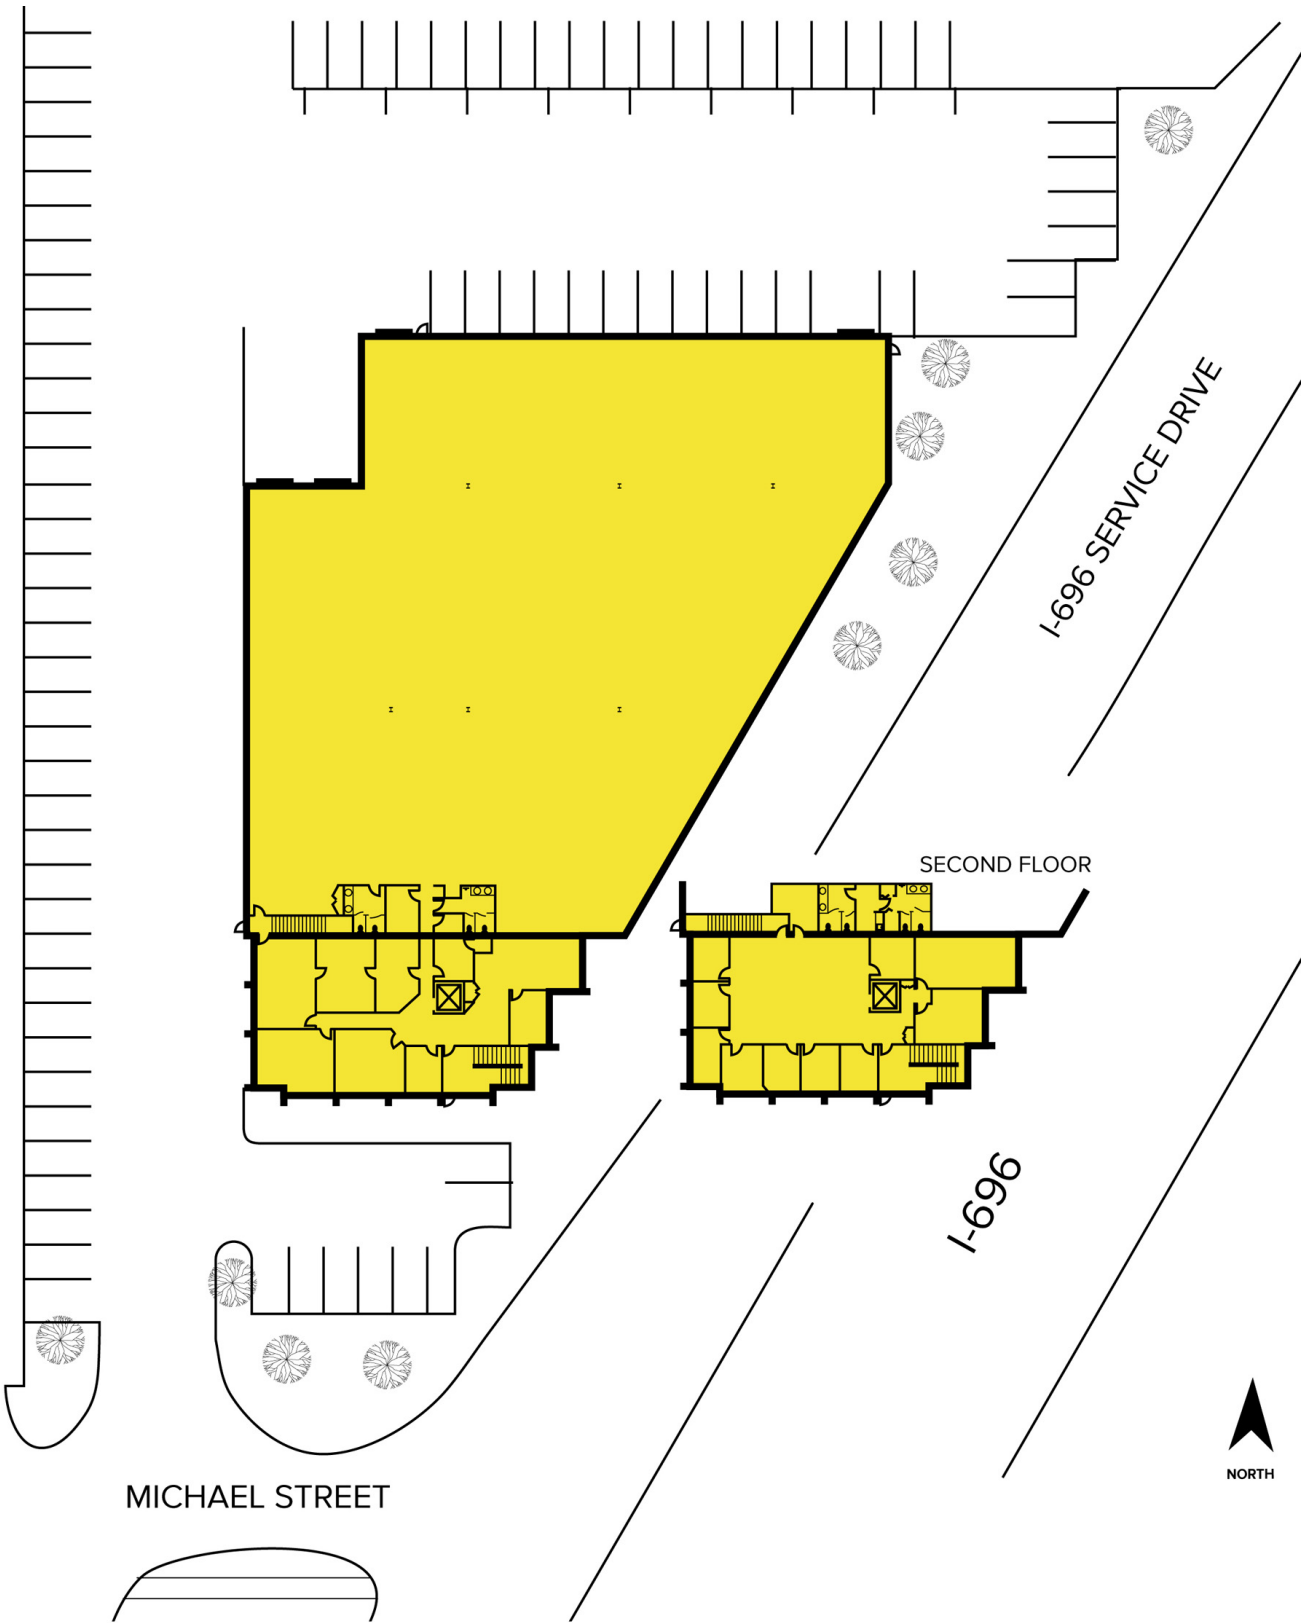 I-696 SERVICE DRIVE
SECOND FLOOR
I-696
NORTH
MICHAEL STREET